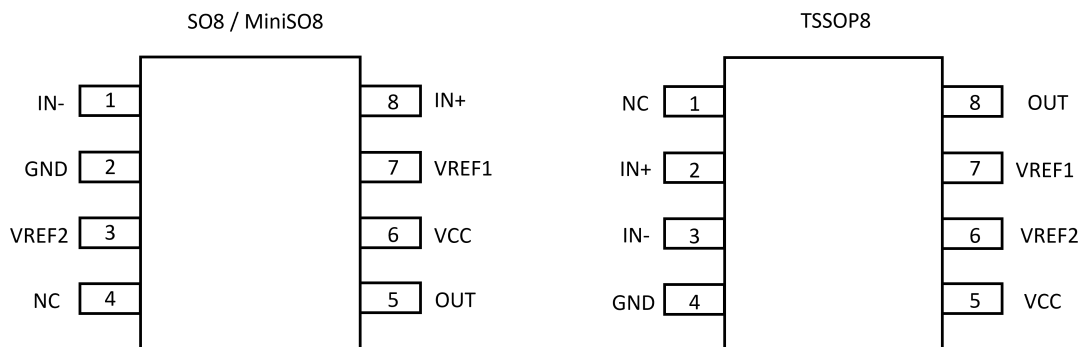 SO8 / MiniSO8
IN- 1 8 IN+
GND 2 7 VREF1
VREF2 3 6 VCC
NC 4 5 OUT
TSSOP8
NC 1 8 OUT
IN+ 2 7 VREF1
IN- 3 6 VREF2
GND 4 5 VCC